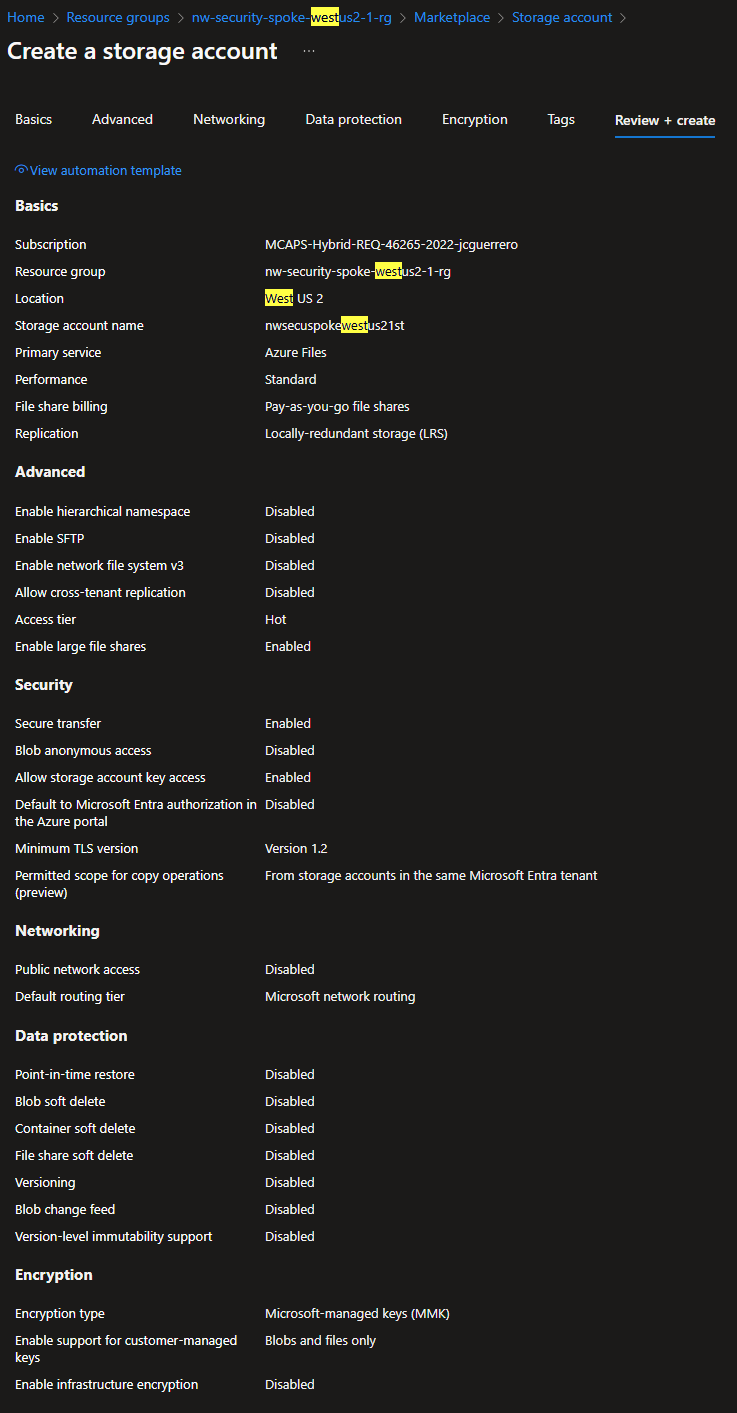 Home > Resource groups > nw-security-spoke-westus2-1-rg > Marketplace > Storage account >
Create a storage account ...
Basics Advanced Networking Data protection Encryption Tags Review + create
View automation template
Basics
Subscription MCAPS-Hybrid-REQ-46265-2022-jcguerrero
Resource group nw-security-spoke-westus2-1-rg
Location West US 2
Storage account name nwsecuspokewestus21st
Primary service Azure Files
Performance Standard
File share billing Pay-as-you-go file shares
Replication Locally-redundant storage (LRS)
Advanced
Enable hierarchical namespace Disabled
Enable SFTP Disabled
Enable network file system v3 Disabled
Allow cross-tenant replication Disabled
Access tier Hot
Enable large file shares Enabled
Security
Secure transfer Enabled
Blob anonymous access Disabled
Allow storage account key access Enabled
Default to Microsoft Entra authorization in Disabled
the Azure portal
Minimum TLS version Version 1.2
Permitted scope for copy operations From storage accounts in the same Microsoft Entra tenant
(preview)
Networking
Public network access Disabled
Default routing tier Microsoft network routing
Data protection
Point-in-time restore Disabled
Blob soft delete Disabled
Container soft delete Disabled
File share soft delete Disabled
Versioning Disabled
Blob change feed Disabled
Version-level immutability support Disabled
Encryption
Encryption type Microsoft-managed keys (MMK)
Enable support for customer-managed Blobs and files only
keys
Enable infrastructure encryption Disabled